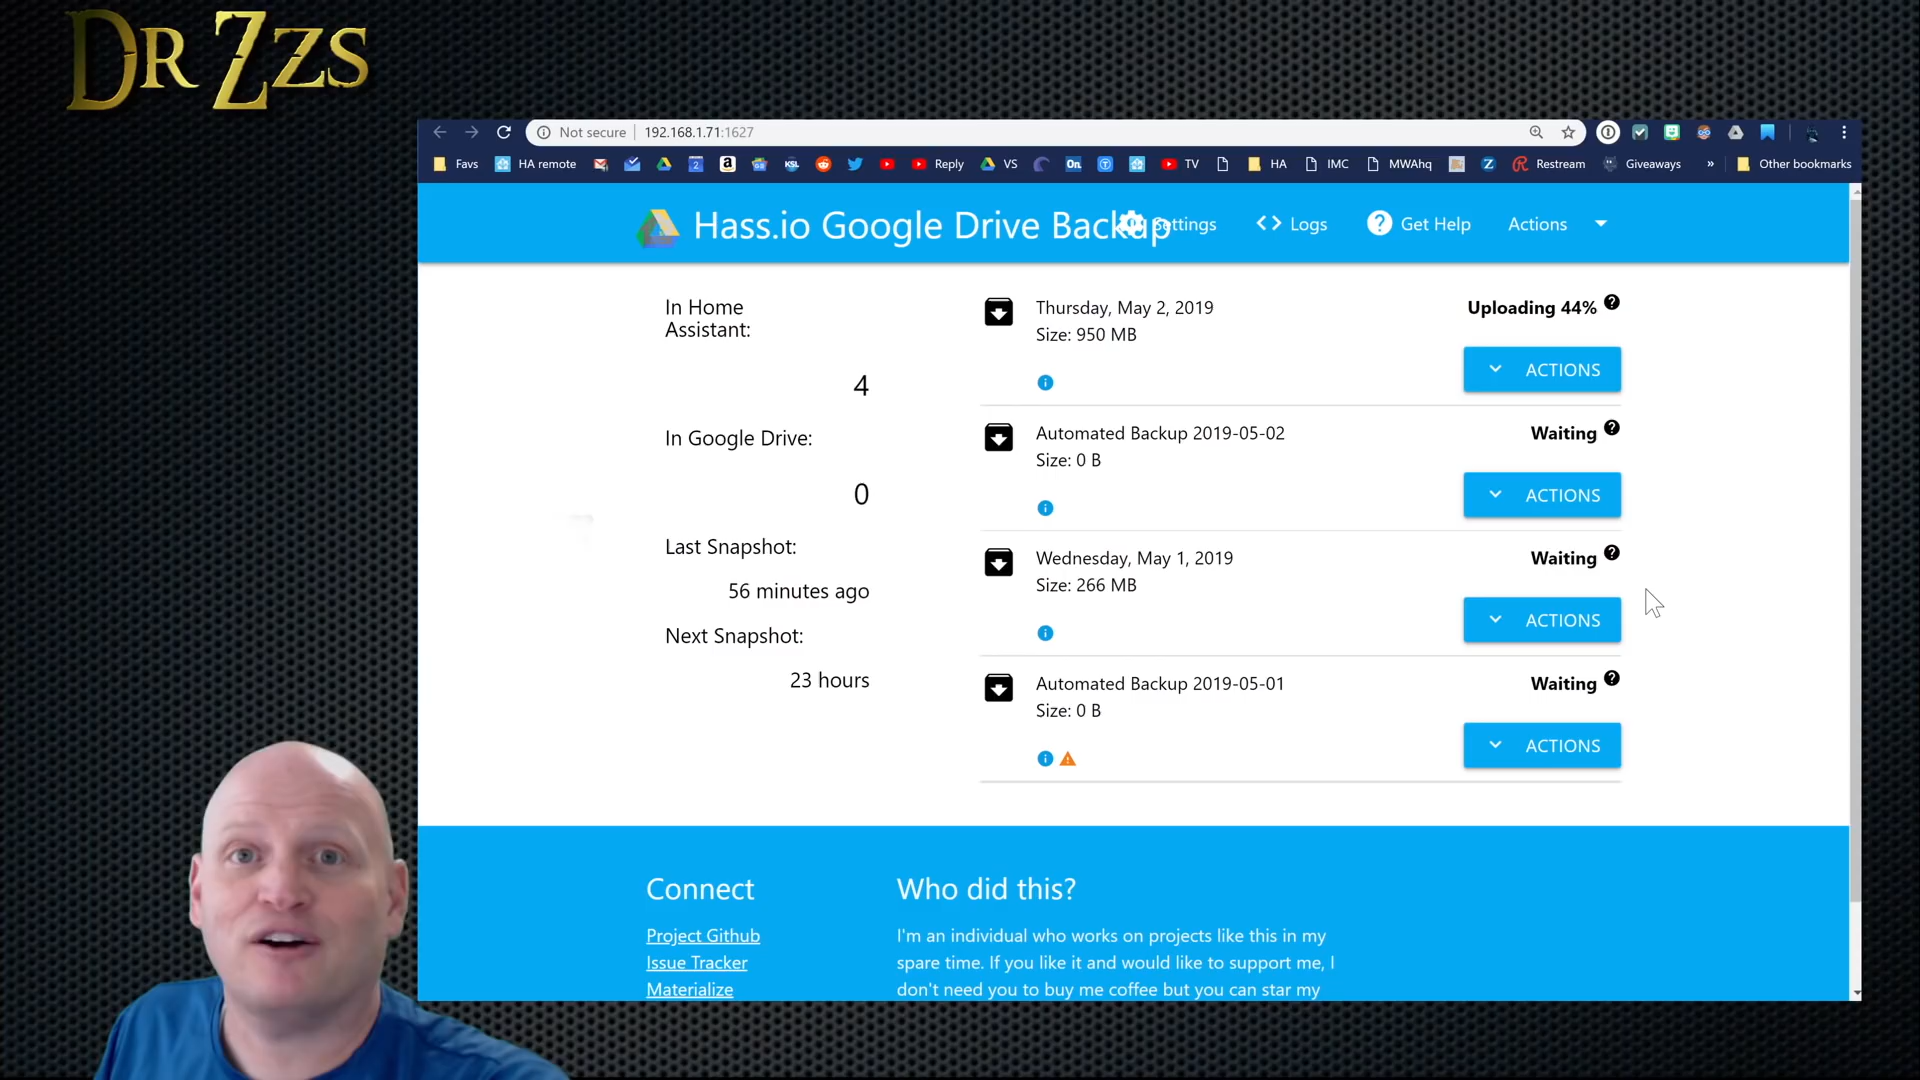 DR ZZS
Not secure 192.168.1.71:1627
Favs HA remote 2 Reply VS On TV HA IMC MWAhq Z Restream Giveaways » Other bookmarks
Hass.io Google Drive Backup Settings Logs Get Help Actions
In Home
Assistant:
4
In Google Drive:
0
Last Snapshot:
56 minutes ago
Next Snapshot:
23 hours
Thursday, May 2, 2019 Uploading 44%
Size: 950 MB
ACTIONS
Automated Backup 2019-05-02 Waiting
Size: 0 B
ACTIONS
Wednesday, May 1, 2019 Waiting
Size: 266 MB
ACTIONS
Automated Backup 2019-05-01 Waiting
Size: 0 B
ACTIONS
Connect
Project Github
Issue Tracker
Materialize
Who did this?
I'm an individual who works on projects like this in my
spare time. If you like it and would like to support me, I
don't need you to buy me coffee but you can star my